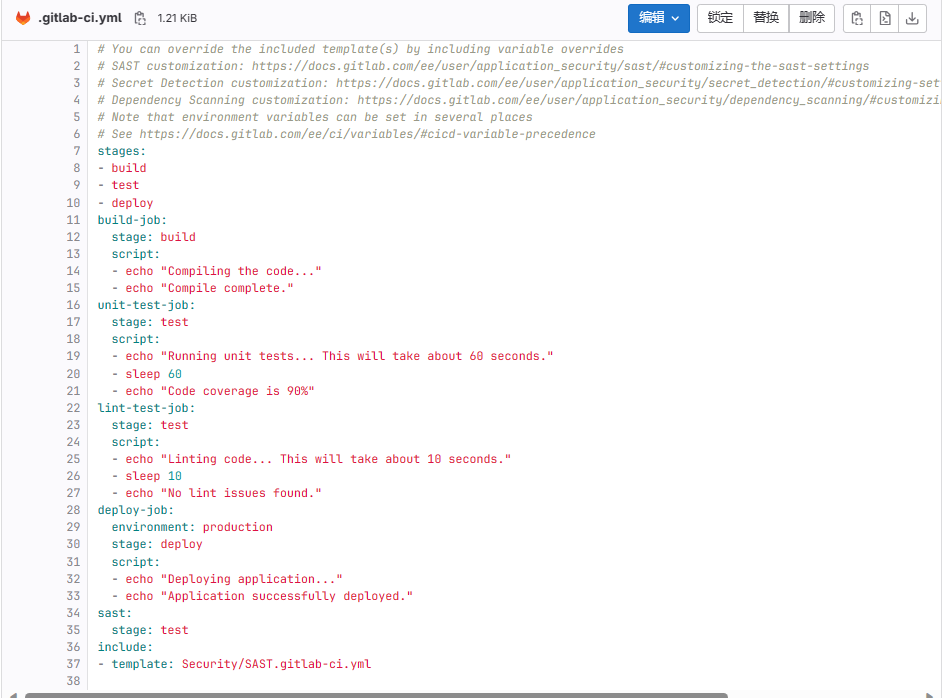 .gitlab-ci.yml 1.21 KiB 编辑 锁定 替换 删除
1 # You can override the included template(s) by including variable overrides
2 # SAST customization: https://docs.gitlab.com/ee/user/application_security/sast/#customizing-the-sast-settings
3 # Secret Detection customization: https://docs.gitlab.com/ee/user/application_security/secret_detection/#customizing-set
4 # Dependency Scanning customization: https://docs.gitlab.com/ee/user/application_security/dependency_scanning/#customizi
5 # Note that environment variables can be set in several places
6 # See https://docs.gitlab.com/ee/ci/variables/#cicd-variable-precedence
7 stages:
8 - build
9 - test
10 - deploy
11 build-job:
12   stage: build
13   script:
14   - echo "Compiling the code..."
15   - echo "Compile complete."
16 unit-test-job:
17   stage: test
18   script:
19   - echo "Running unit tests... This will take about 60 seconds."
20   - sleep 60
21   - echo "Code coverage is 90%"
22 lint-test-job:
23   stage: test
24   script:
25   - echo "Linting code... This will take about 10 seconds."
26   - sleep 10
27   - echo "No lint issues found."
28 deploy-job:
29   environment: production
30   stage: deploy
31   script:
32   - echo "Deploying application..."
33   - echo "Application successfully deployed."
34 sast:
35   stage: test
36 include:
37 - template: Security/SAST.gitlab-ci.yml
38